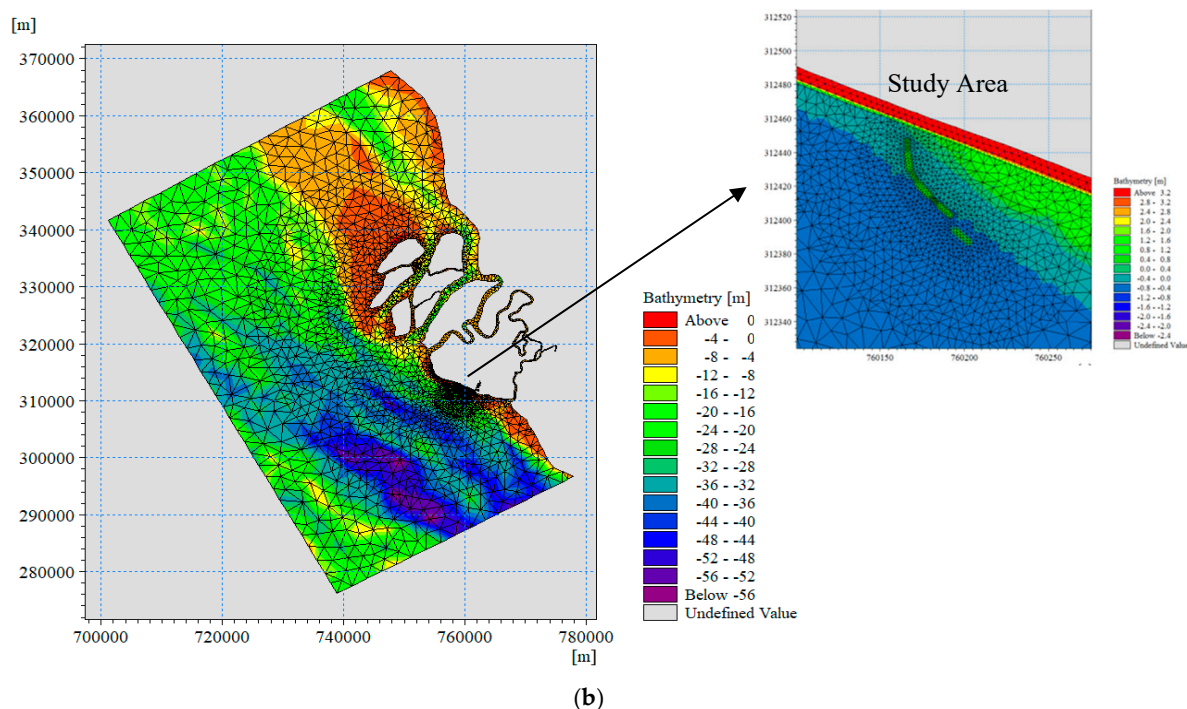 [m]
370000
360000
350000
340000
330000
320000
310000
300000
290000
280000
700000
720000
740000
760000
780000
[m]
Bathymetry [m]
Above 0
-4 - 0
-8 - -4
-12 - -8
-16 - -12
-20 - -16
-24 - -20
-28 - -24
-32 - -28
-36 - -32
-40 - -36
-44 - -40
-48 - -44
-52 - -48
-56 - -52
Below -56
Undefined Value
312520
312500
312480
312460
312440
312420
312400
312380
312360
312340
760150
760200
760250
Study Area
Bathymetry [m]
Above 3.2
2.8 - 3.2
2.4 - 2.8
2.0 - 2.4
1.6 - 2.0
1.2 - 1.6
0.8 - 1.2
0.4 - 0.8
0.0 - 0.4
-0.4 - 0.0
-0.8 - -0.4
-1.2 - -0.8
-1.6 - -1.2
-2.0 - -1.6
-2.4 - -2.0
Below -2.4
Undefined Value
(b)